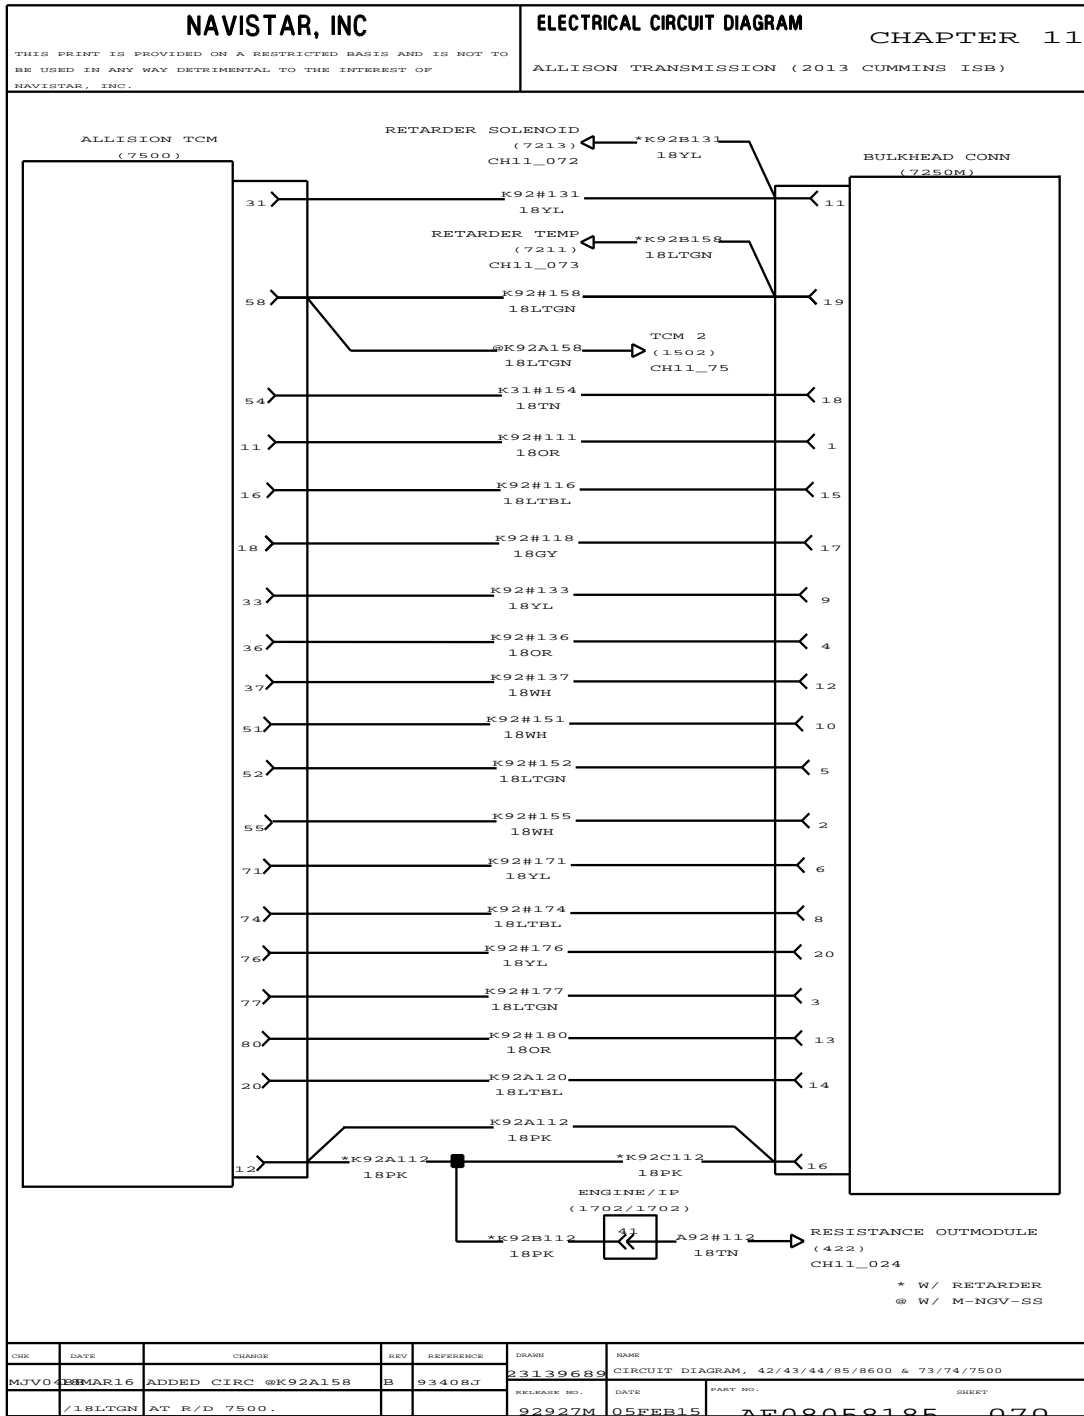 NAVISTAR, INC
THIS PRINT IS PROVIDED ON A RESTRICTED BASIS AND IS NOT TO
BE USED IN ANY WAY DETRIMENTAL TO THE INTEREST OF
NAVISTAR, INC.
ELECTRICAL CIRCUIT DIAGRAM
CHAPTER 11
ALLISON TRANSMISSION (2013 CUMMINS ISB)
ALLISION TCM
(7500)
RETARDER SOLENOID
(7213)
CH11_072
*K92B131
18YL
BULKHEAD CONN
(7250M)
31
K92#131
18YL
11
RETARDER TEMP
(7211)
CH11_073
*K92B158
18LTGN
58
K92#158
18LTGN
19
@K92A158
18LTGN
TCM 2
(1502)
CH11_75
54
K31#154
18TN
18
11
K92#111
18OR
1
16
K92#116
18LTBL
15
18
K92#118
18GY
17
33
K92#133
18YL
9
36
K92#136
18OR
4
37
K92#137
18WH
12
51
K92#151
18WH
10
52
K92#152
18LTGN
5
55
K92#155
18WH
2
71
K92#171
18YL
6
74
K92#174
18LTBL
8
76
K92#176
18YL
20
77
K92#177
18LTGN
3
80
K92#180
18OR
13
20
K92A120
18LTBL
14
K92A112
18PK
12
*K92A112
18PK
*K92C112
18PK
16
ENGINE/IP
(1702/1702)
41
*K92B112
18PK
A92#112
18TN
RESISTANCE OUTMODULE
(422)
CH11_024
* W/ RETARDER
@ W/ M-NGV-SS
CHK DATE CHANGE REV REFERENCE
MJV04 MAR16 ADDED CIRC @K92A158 B 93408J
/18LTGN AT R/D 7500.
DRAWN
23139689
NAME
CIRCUIT DIAGRAM, 42/43/44/85/8600 & 73/74/7500
RELEASE NO.
92927M
DATE
05FEB15
PART NO.
AE08058185
SHEET
070